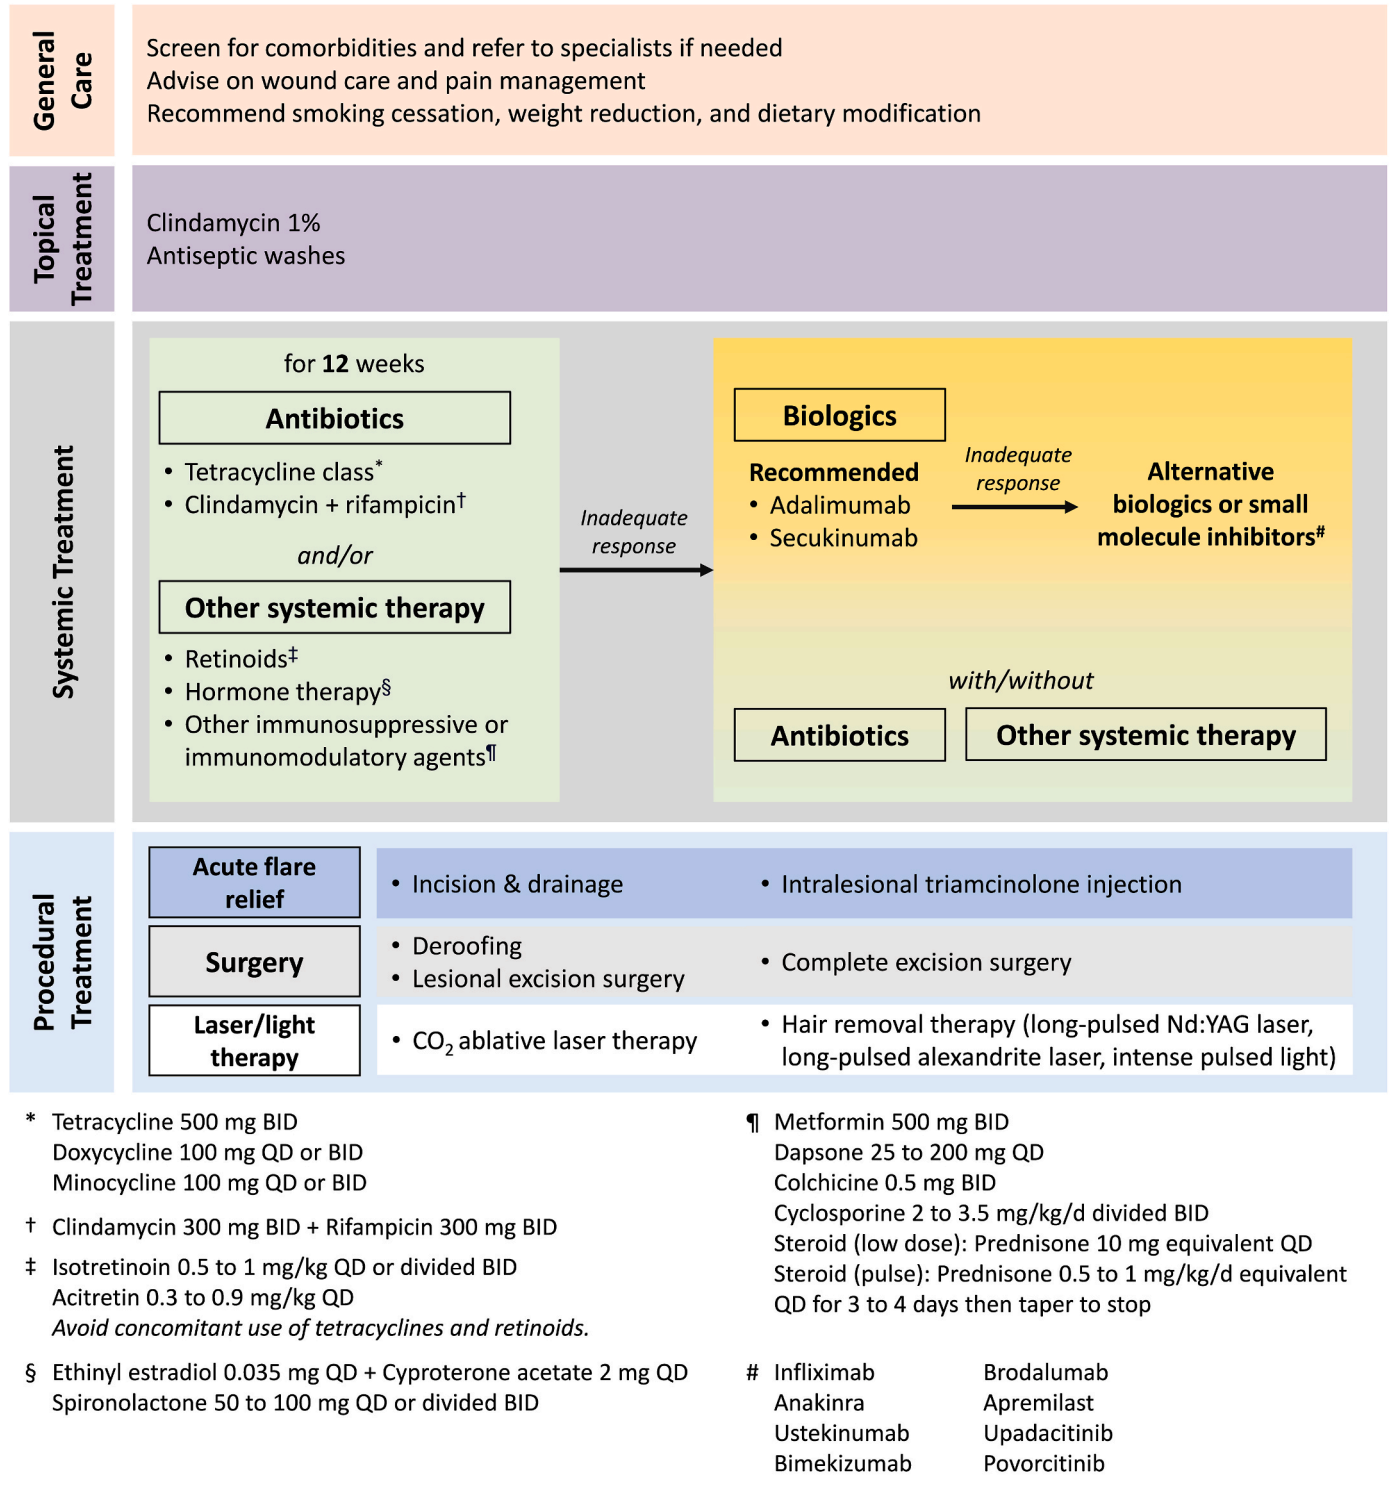 General
Care
Screen for comorbidities and refer to specialists if needed
Advise on wound care and pain management
Recommend smoking cessation, weight reduction, and dietary modification
Topical
Treatment
Clindamycin 1%
Antiseptic washes
Systemic Treatment
for 12 weeks
Antibiotics
• Tetracycline class*
• Clindamycin + rifampicin†
and/or
Other systemic therapy
• Retinoids‡
• Hormone therapy§
• Other immunosuppressive or
immunomodulatory agents¶
Inadequate
response
Biologics
Recommended
• Adalimumab
• Secukinumab
Inadequate
response
Alternative
biologics or small
molecule inhibitors#
with/without
Antibiotics
Other systemic therapy
Procedural
Treatment
Acute flare
relief
• Incision & drainage
• Intralesional triamcinolone injection
Surgery
• Deroofing
• Lesional excision surgery
• Complete excision surgery
Laser/light
therapy
• CO2 ablative laser therapy
• Hair removal therapy (long-pulsed Nd:YAG laser,
long-pulsed alexandrite laser, intense pulsed light)
* Tetracycline 500 mg BID
Doxycycline 100 mg QD or BID
Minocycline 100 mg QD or BID
† Clindamycin 300 mg BID + Rifampicin 300 mg BID
‡ Isotretinoin 0.5 to 1 mg/kg QD or divided BID
Acitretin 0.3 to 0.9 mg/kg QD
Avoid concomitant use of tetracyclines and retinoids.
§ Ethinyl estradiol 0.035 mg QD + Cyproterone acetate 2 mg QD
Spironolactone 50 to 100 mg QD or divided BID
¶ Metformin 500 mg BID
Dapsone 25 to 200 mg QD
Colchicine 0.5 mg BID
Cyclosporine 2 to 3.5 mg/kg/d divided BID
Steroid (low dose): Prednisone 10 mg equivalent QD
Steroid (pulse): Prednisone 0.5 to 1 mg/kg/d equivalent
QD for 3 to 4 days then taper to stop
# Infliximab
Anakinra
Ustekinumab
Bimekizumab
Brodalumab
Apremilast
Upadacitinib
Povorcitinib